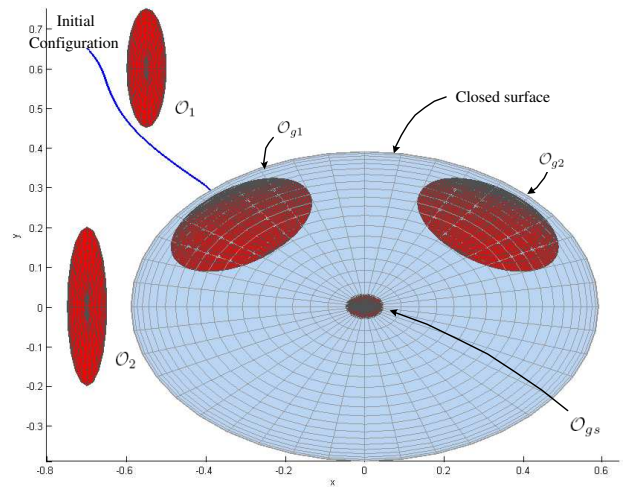 Initial
Configuration
0.7
0.6
0.5
0.4
0.3
0.2
0.1
0
-0.1
-0.2
-0.3
y
𝒪₁
𝒪₂
𝒪g1
Closed surface
𝒪g2
𝒪gs
-0.8
-0.6
-0.4
-0.2
0
0.2
0.4
0.6
x